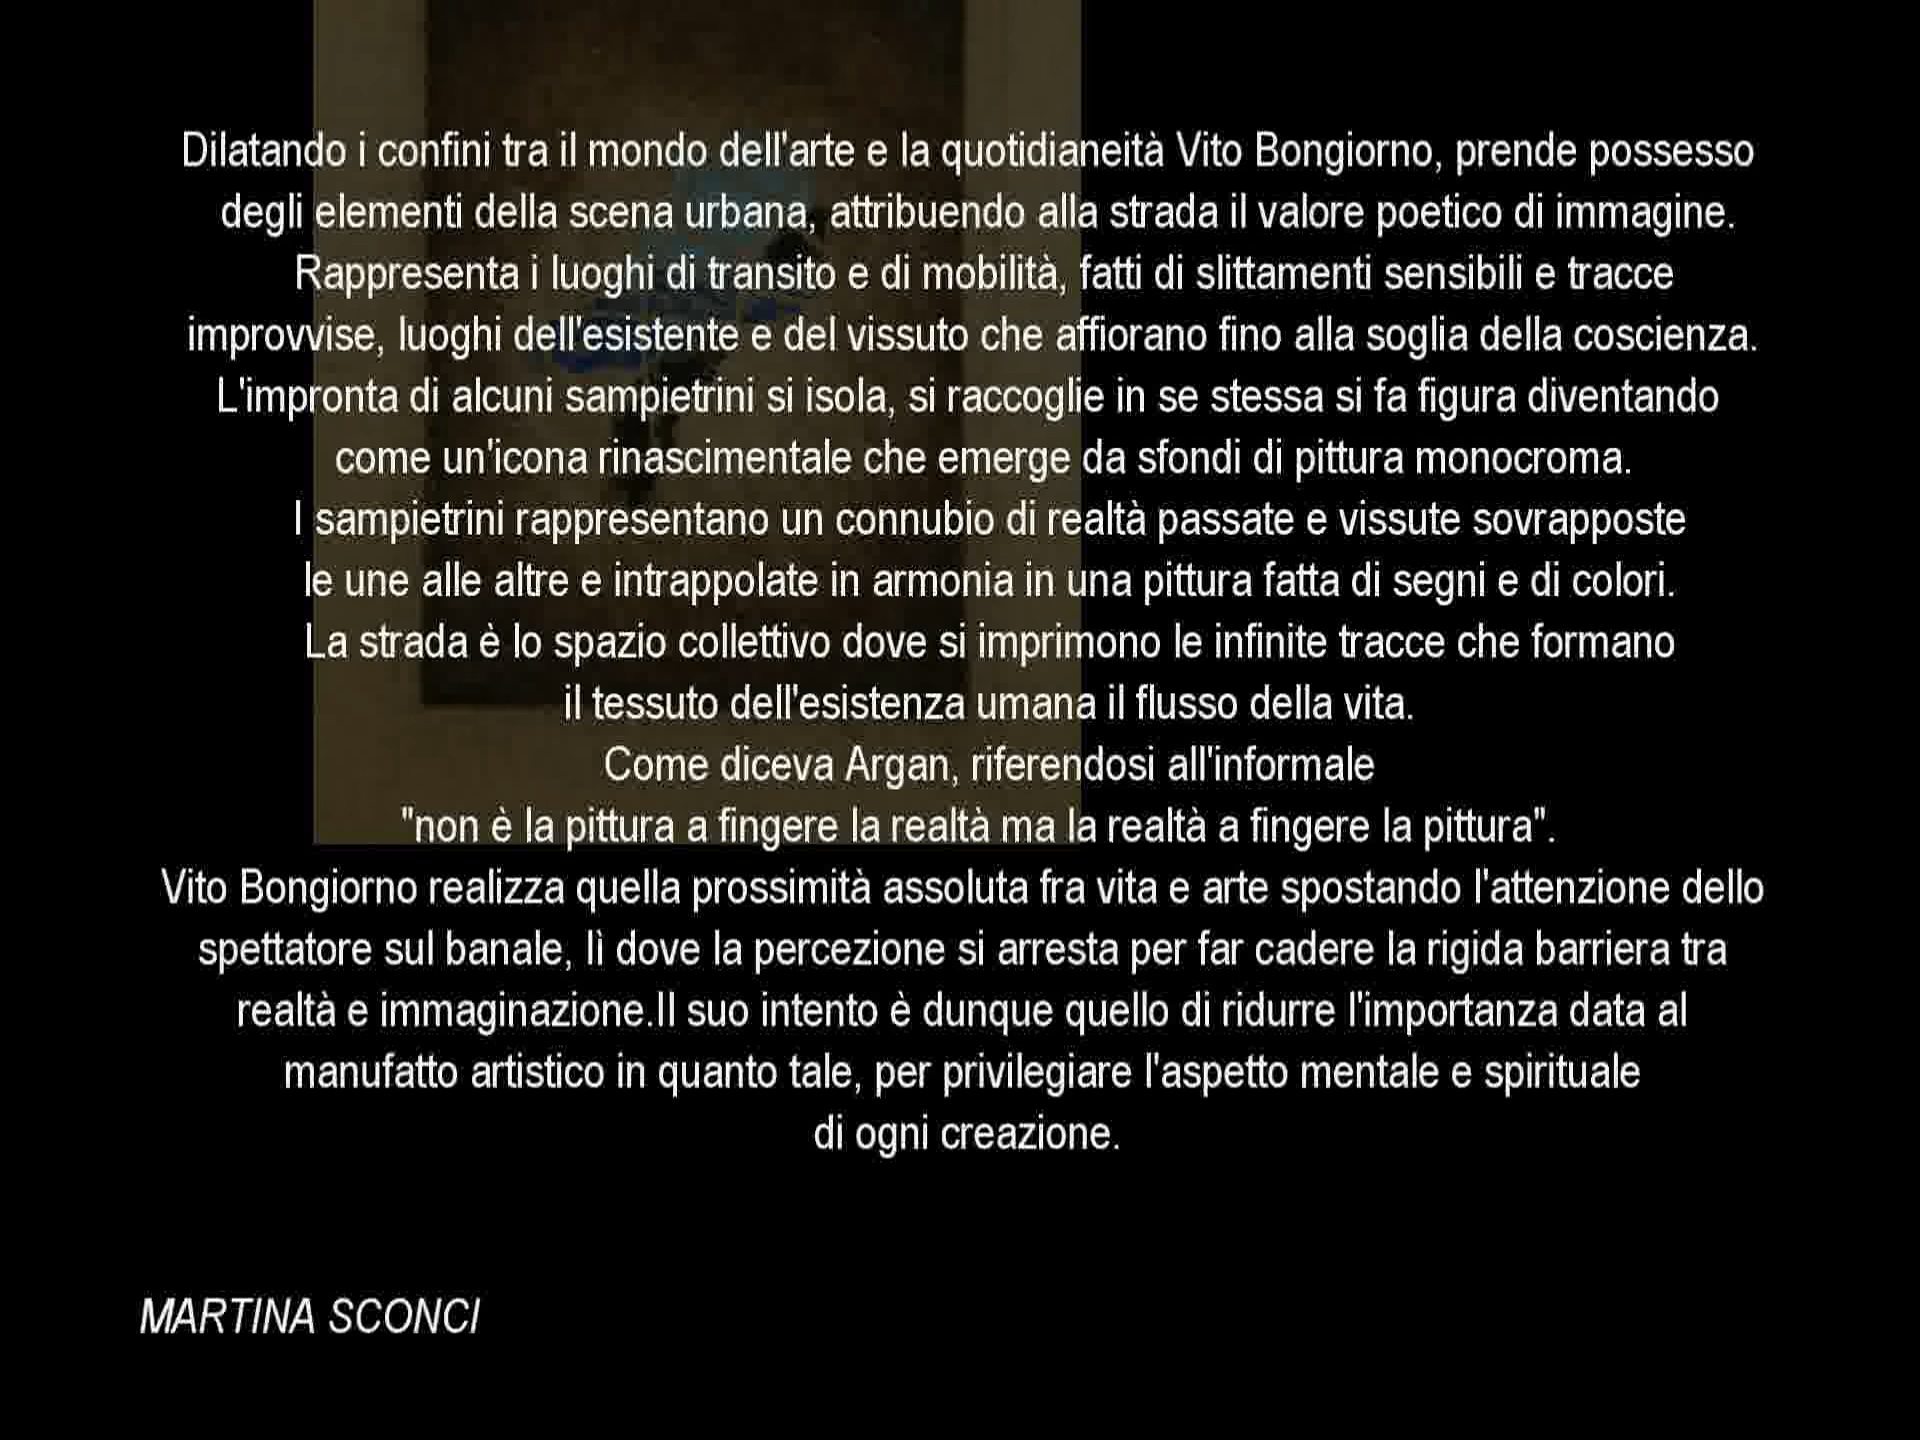 Dilatando i confini tra il mondo dell'arte e la quotidianeità Vito Bongiorno, prende possesso
degli elementi della scena urbana, attribuendo alla strada il valore poetico di immagine.
Rappresenta i luoghi di transito e di mobilità, fatti di slittamenti sensibili e tracce
improvvise, luoghi dell'esistente e del vissuto che affiorano fino alla soglia della coscienza.
L'impronta di alcuni sampietrini si isola, si raccoglie in se stessa si fa figura diventando
come un'icona rinascimentale che emerge da sfondi di pittura monocroma.
I sampietrini rappresentano un connubio di realtà passate e vissute sovrapposte
le une alle altre e intrappolate in armonia in una pittura fatta di segni e di colori.
La strada è lo spazio collettivo dove si imprimono le infinite tracce che formano
il tessuto dell'esistenza umana il flusso della vita.
Come diceva Argan, riferendosi all'informale
"non è la pittura a fingere la realtà ma la realtà a fingere la pittura".
Vito Bongiorno realizza quella prossimità assoluta fra vita e arte spostando l'attenzione dello
spettatore sul banale, lì dove la percezione si arresta per far cadere la rigida barriera tra
realtà e immaginazione.Il suo intento è dunque quello di ridurre l'importanza data al
manufatto artistico in quanto tale, per privilegiare l'aspetto mentale e spirituale
di ogni creazione.
MARTINA SCONCI